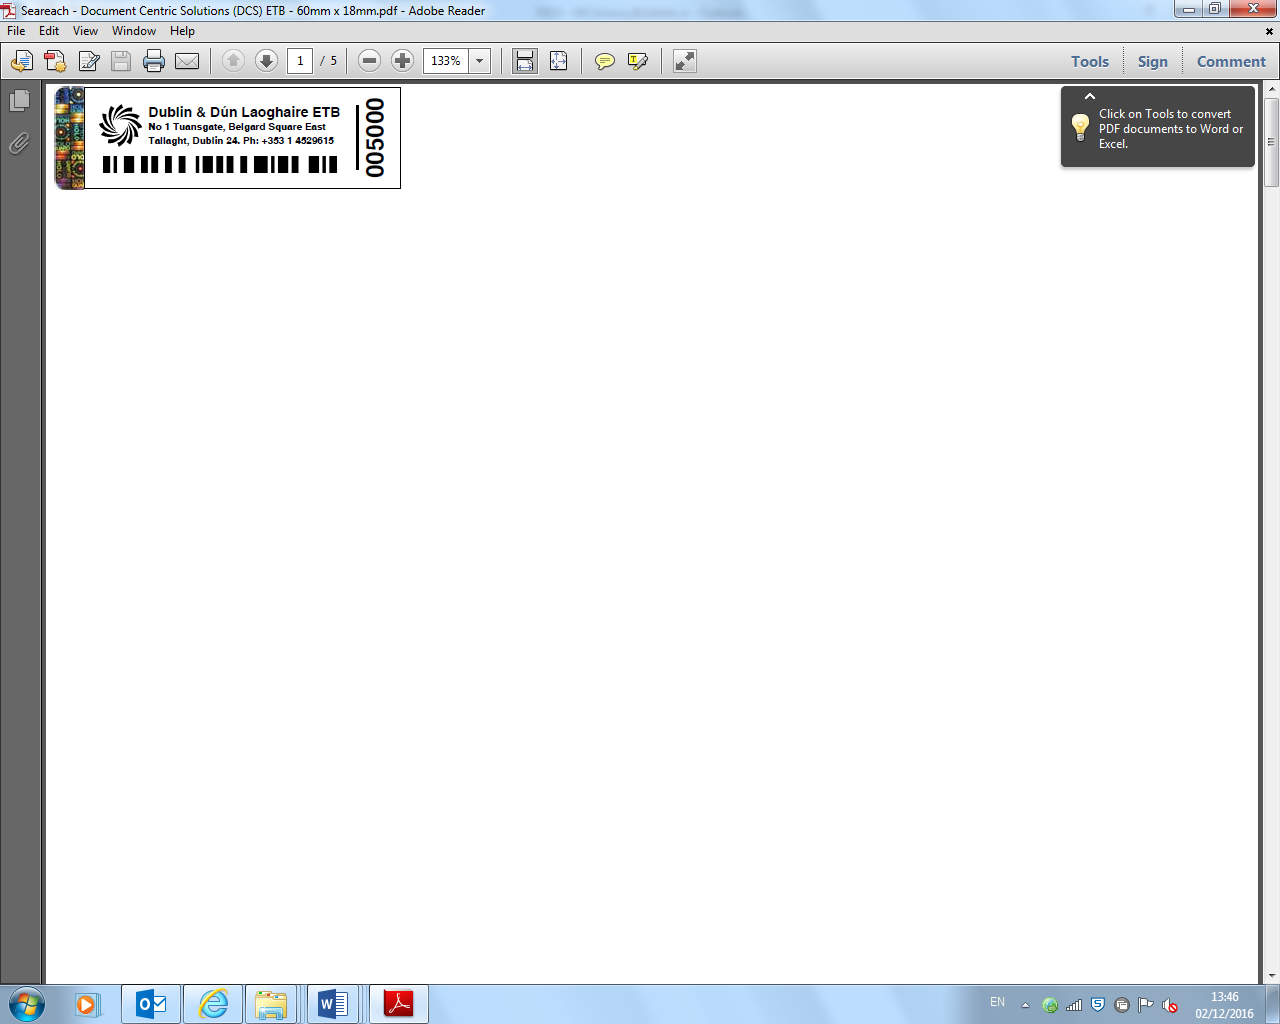 Seareach - Document Centric Solutions (DCS) ETB - 60mm x 18mm.pdf - Adobe Reader
File Edit View Window Help
1 / 5 133% Tools Sign Comment
Dublin & Dún Laoghaire ETB
No 1 Tuansgate, Belgard Square East
Tallaght, Dublin 24. Ph: +353 1 4529615
005000
Click on Tools to convert
PDF documents to Word or
Excel.
EN
13:46
02/12/2016